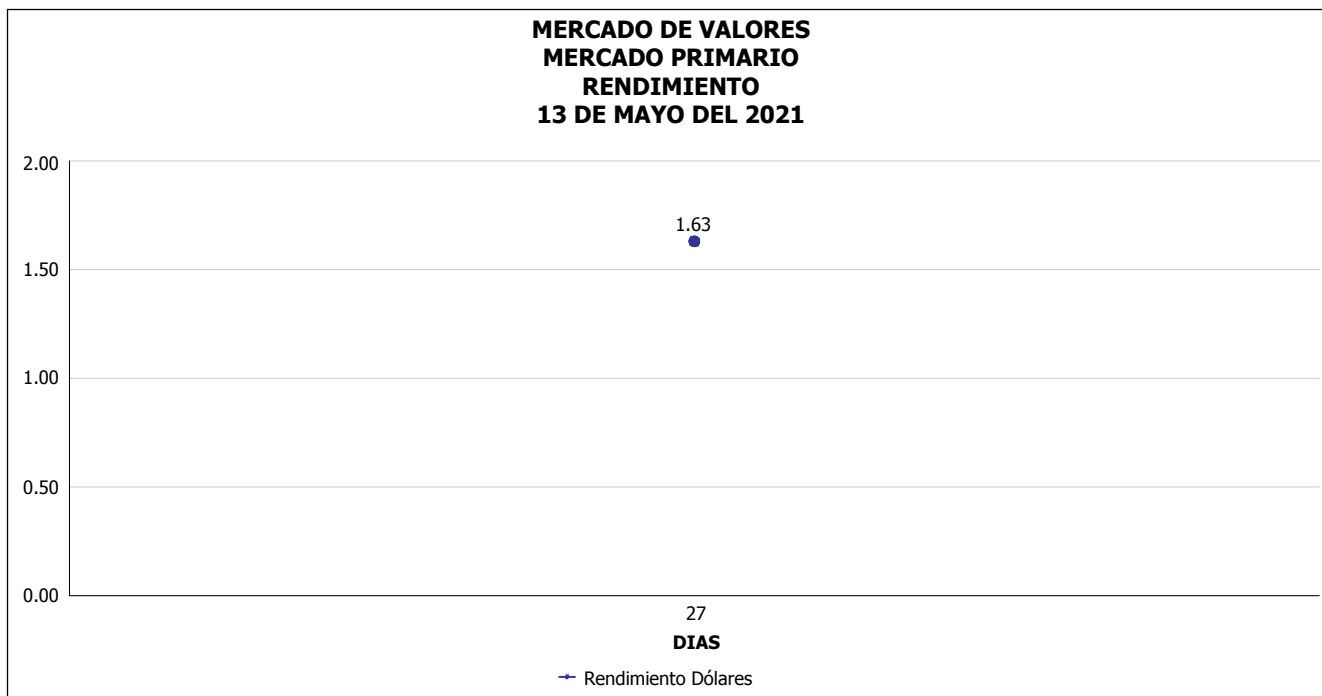 MERCADO DE VALORES
MERCADO PRIMARIO
RENDIMIENTO
13 DE MAYO DEL 2021
2.00
1.63
1.50
1.00
0.50
0.00
27
DIAS
Rendimiento Dólares